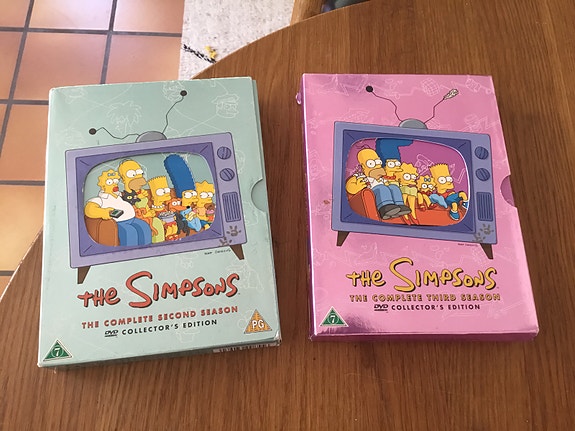 THE SIMPSONS
THE COMPLETE SECOND SEASON
DVD COLLECTOR'S EDITION
7
PG
THE SIMPSONS
THE COMPLETE THIRD SEASON
DVD COLLECTOR'S EDITION
7